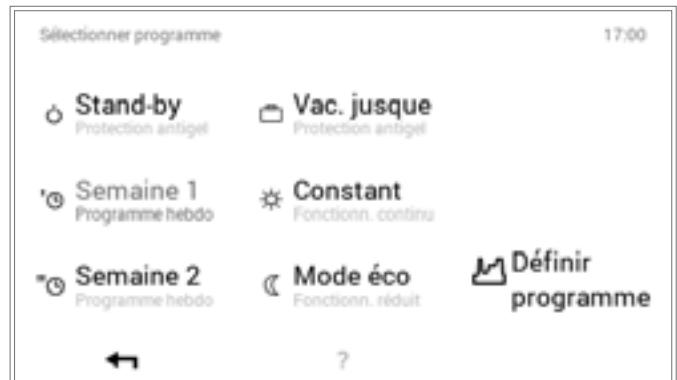 Sélectionner programme 17:00
Stand-by Vac. jusque
Protection antigel Protection antigel
Semaine 1 Constant
Programme hebdo Fonctionn. continu
Semaine 2 Mode éco Définir
Programme hebdo Fonctionn. réduit programme
?